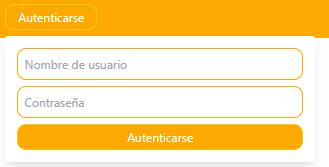 Autenticarse
Nombre de usuario
Contraseña
Autenticarse